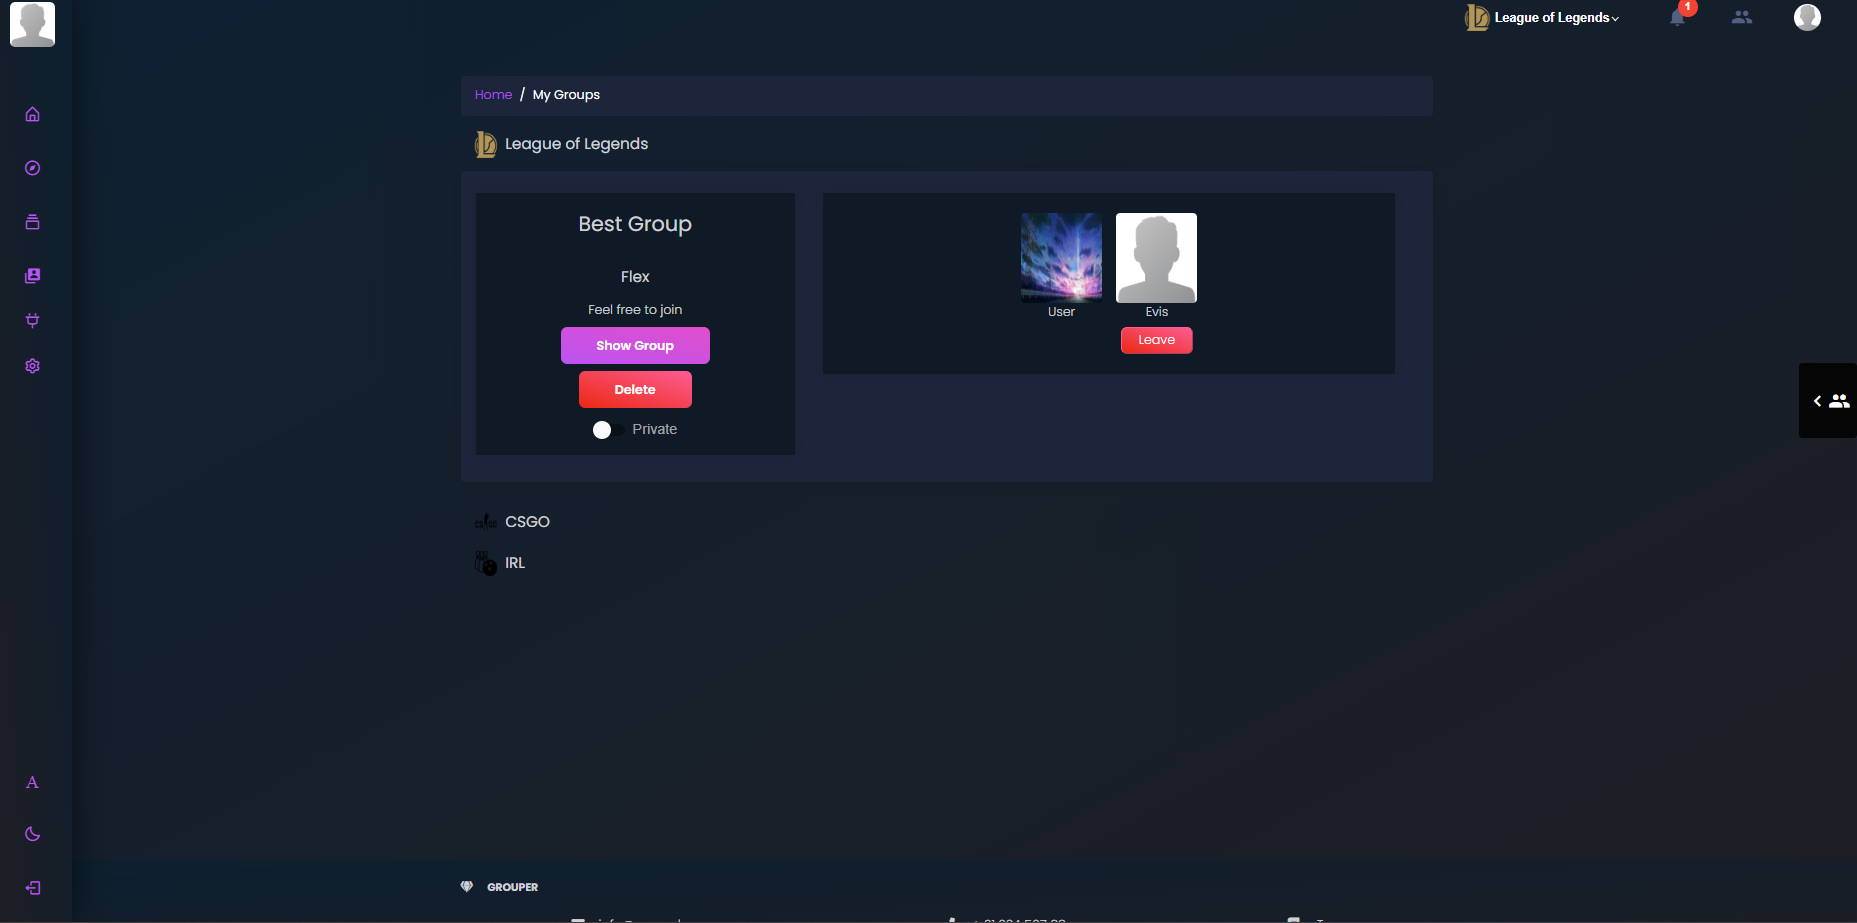 League of Legends
1
Home / My Groups
League of Legends
Best Group
Flex
Feel free to join
Show Group
Delete
Private
User
Evis
Leave
CSGO
IRL
A
GROUPER